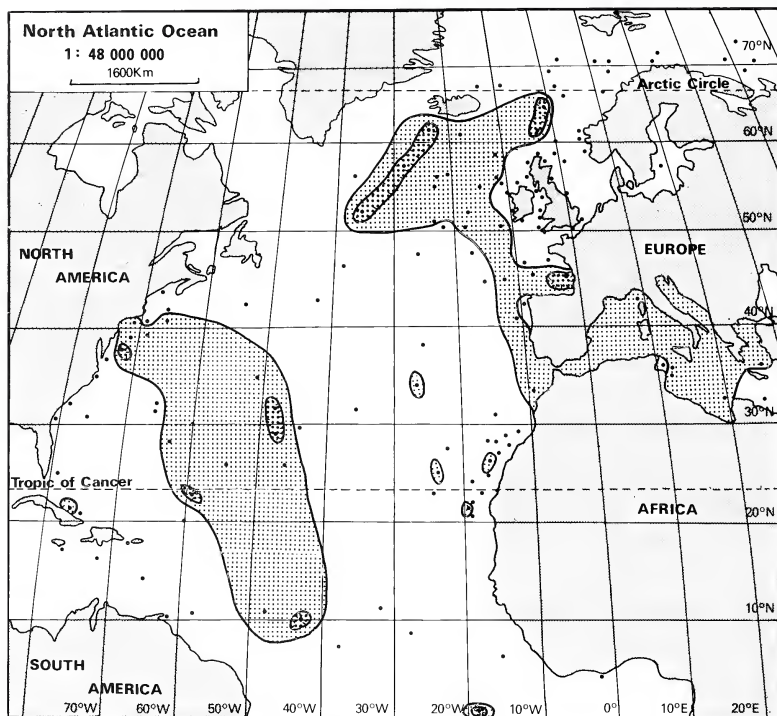 North Atlantic Ocean
1: 48 000 000
1600Km
70°N
Arctic Circle
60°N
50°N
NORTH
AMERICA
EUROPE
40°N
30°N
Tropic of Cancer
AFRICA
20°N
10°N
SOUTH
AMERICA
70°W
60°W
50°W
40°W
30°W
20°W
10°W
0°
10°E
20°E